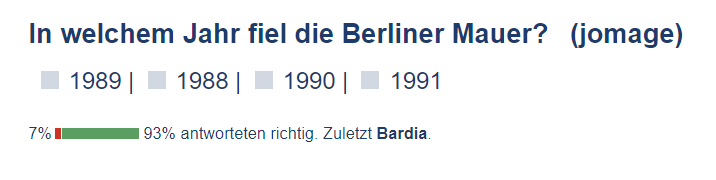 In welchem Jahr fiel die Berliner Mauer? (jomage)
1989 | 1988 | 1990 | 1991
7% 93% antworteten richtig. Zuletzt Bardia.